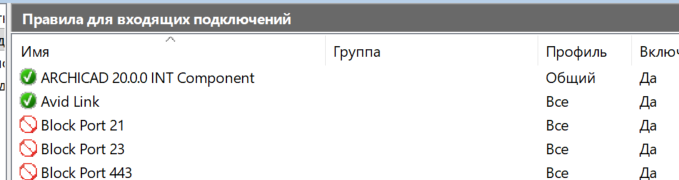 Правила для входящих подключений
Имя Группа Профиль Включ
ARCHICAD 20.0.0 INT Component Общий Да
Avid Link Все Да
Block Port 21 Все Да
Block Port 23 Все Да
Block Port 443 Все Да